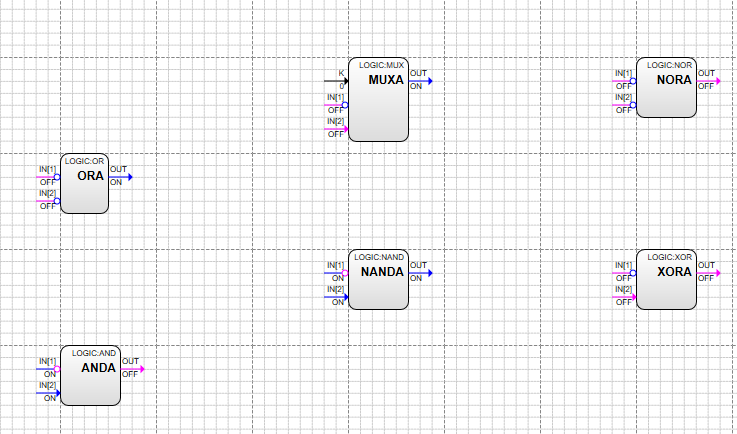 LOGIC:MUX
MUXA
K
0
IN[1]
OFF
IN[2]
OFF
OUT
ON
LOGIC:NOR
NORA
IN[1]
OFF
IN[2]
OFF
OUT
OFF
LOGIC:OR
ORA
IN[1]
OFF
IN[2]
OFF
OUT
ON
LOGIC:NAND
NANDA
IN[1]
ON
IN[2]
ON
OUT
ON
LOGIC:XOR
XORA
IN[1]
OFF
IN[2]
OFF
OUT
OFF
LOGIC:AND
ANDA
IN[1]
ON
IN[2]
ON
OUT
OFF